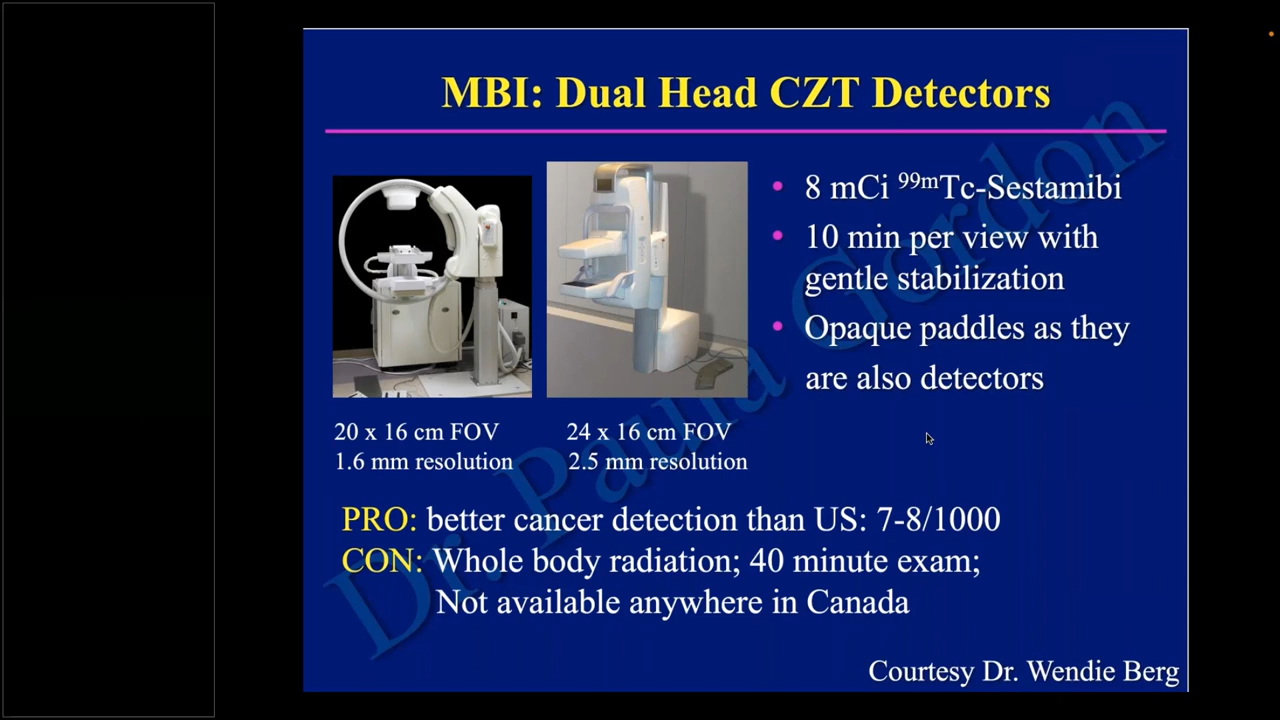 MBI: Dual Head CZT Detectors
• 8 mCi ⁹⁹ᵐTc-Sestamibi
• 10 min per view with
gentle stabilization
• Opaque paddles as they
are also detectors
20 x 16 cm FOV
1.6 mm resolution
24 x 16 cm FOV
2.5 mm resolution
PRO: better cancer detection than US: 7-8/1000
CON: Whole body radiation; 40 minute exam;
Not available anywhere in Canada
Courtesy Dr. Wendie Berg
Dr. Paula Gordon